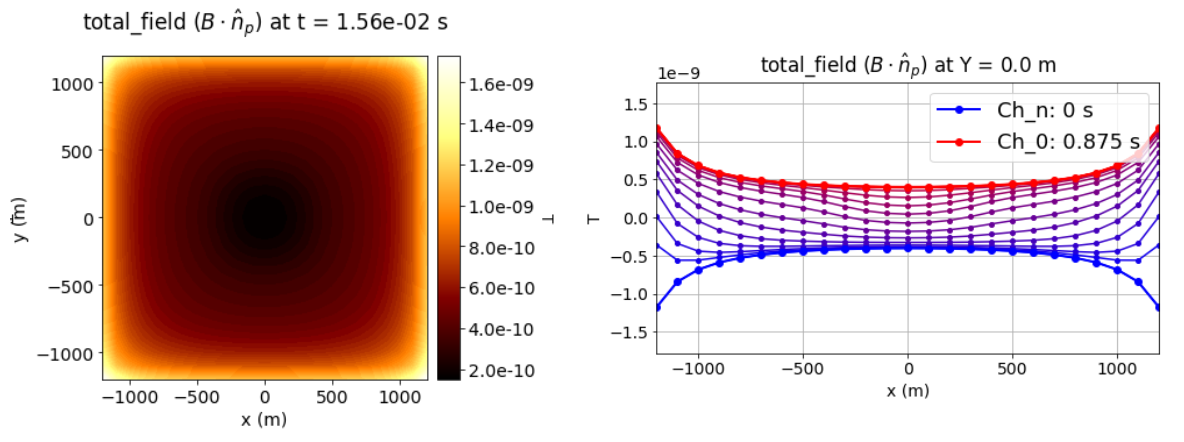 total_field (B · n̂ₚ) at t = 1.56e-02 s
1000
500
0
−500
−1000
y (m)
−1000 −500 0 500 1000
x (m)
1.6e-09
1.4e-09
1.2e-09
1.0e-09
8.0e-10
6.0e-10
4.0e-10
2.0e-10
T
total_field (B · n̂ₚ) at Y = 0.0 m
1e−9
1.5
1.0
0.5
0.0
−0.5
−1.0
−1.5
T
Ch_n: 0 s
Ch_0: 0.875 s
−1000 −500 0 500 1000
x (m)